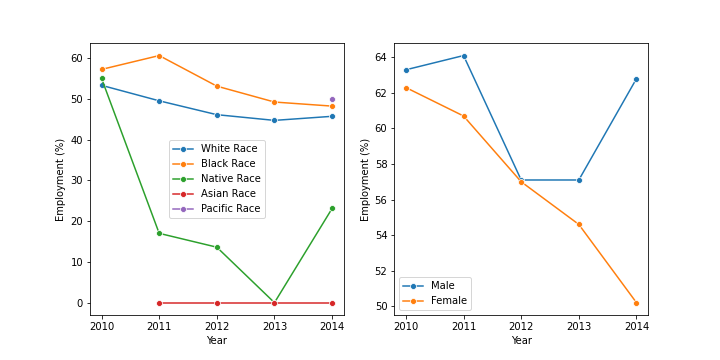 60
50
40
30
20
10
0
Employment (%)
White Race
Black Race
Native Race
Asian Race
Pacific Race
2010 2011 2012 2013 2014
Year
64
62
60
58
56
54
52
50
Employment (%)
Male
Female
2010 2011 2012 2013 2014
Year